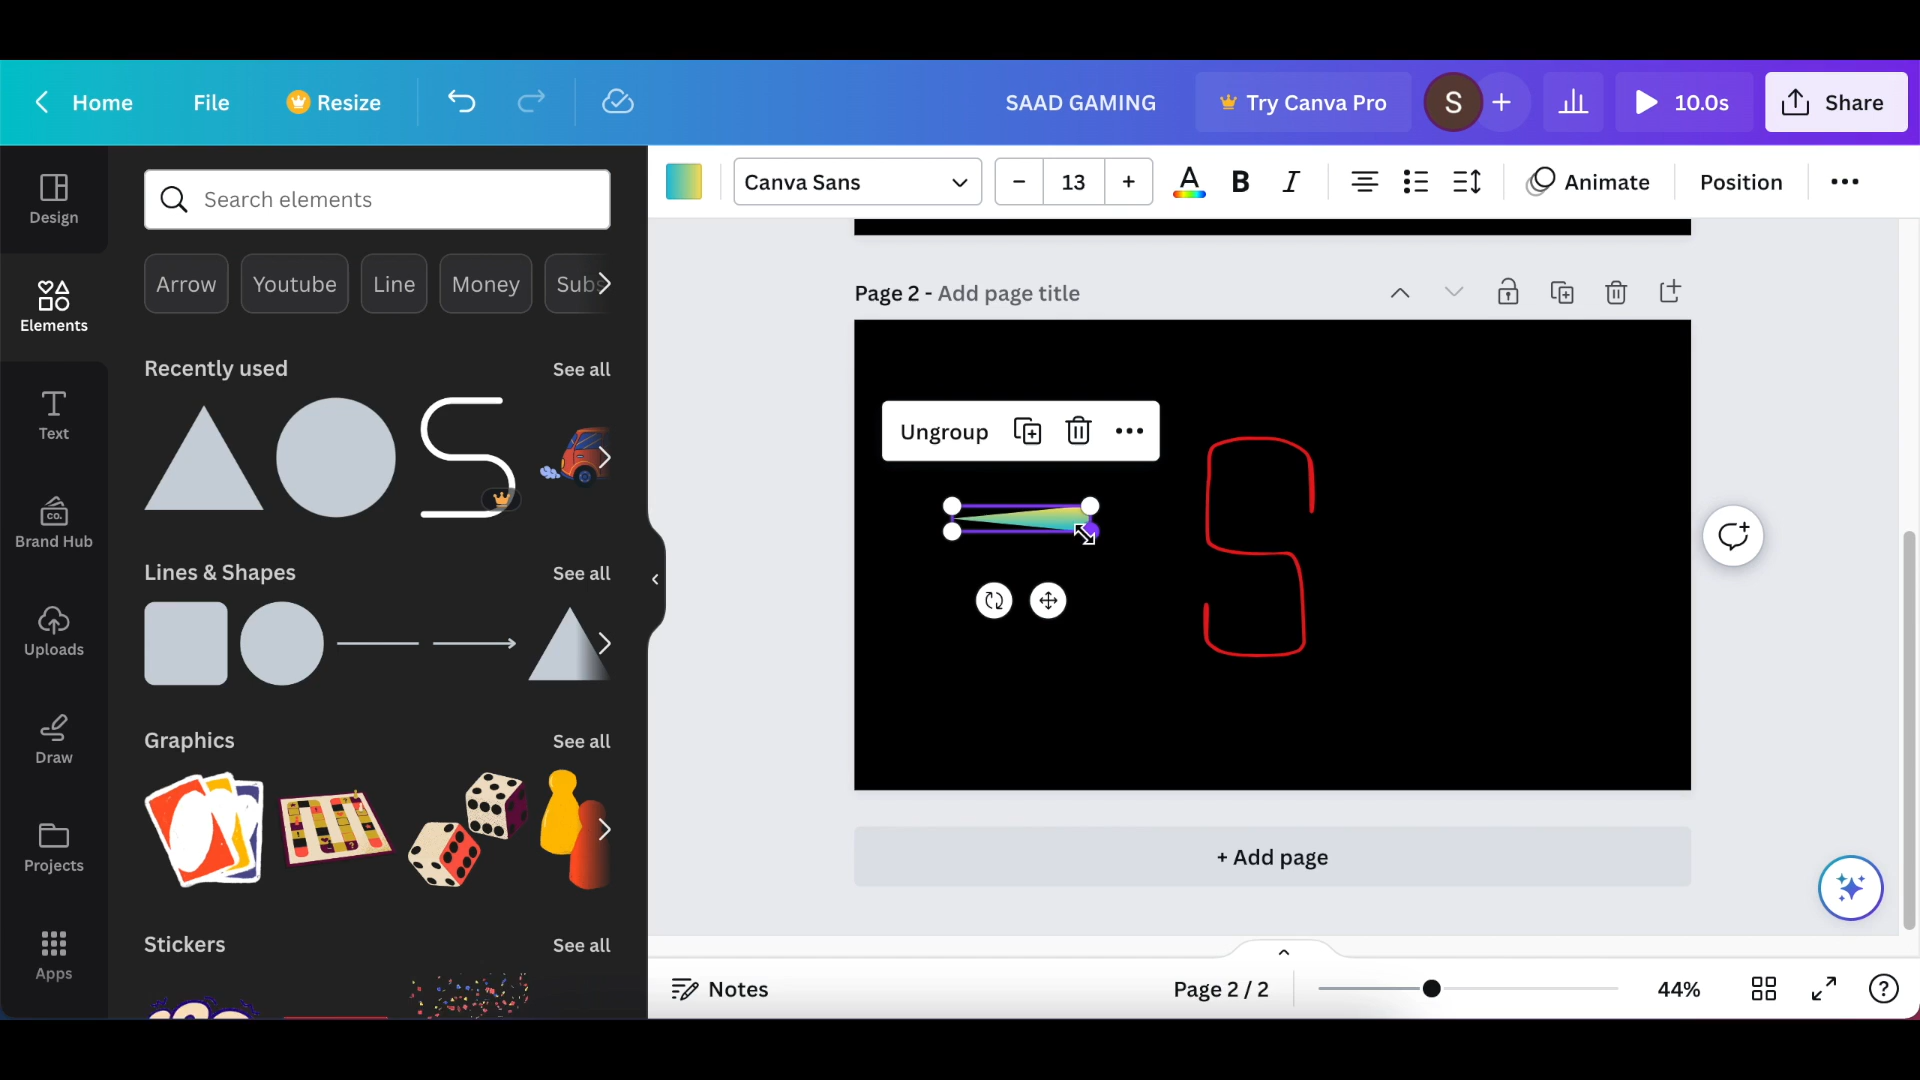 Home File Resize SAAD GAMING Try Canva Pro S + 10.0s Share
Design
Elements
Text
Brand Hub
CO.
Uploads
Draw
Projects
Apps
Search elements
Arrow Youtube Line Money Subs
Recently used See all
Lines & Shapes See all
Graphics See all
Stickers See all
Canva Sans - 13 + A B I Animate Position
Page 2 - Add page title
Ungroup
S
+ Add page
Notes Page 2 / 2 44% ?